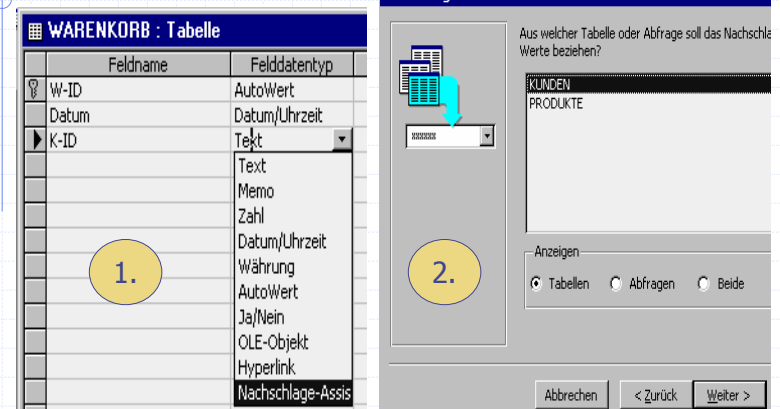 WARENKORB : Tabelle
Feldname Felddatentyp
W-ID AutoWert
Datum Datum/Uhrzeit
K-ID Text
Text
Memo
Zahl
Datum/Uhrzeit
Währung
AutoWert
Ja/Nein
OLE-Objekt
Hyperlink
Nachschlage-Assis
1.
Aus welcher Tabelle oder Abfrage soll das Nachschla
Werte beziehen?
KUNDEN
PRODUKTE
xxxxxx
2.
Anzeigen
Tabellen Abfragen Beide
Abbrechen < Zurück Weiter >